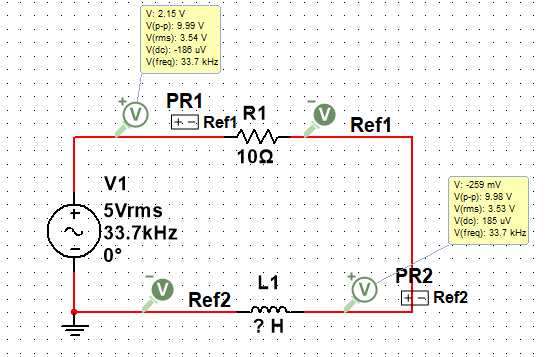 V: 2.15 V
V(p-p): 9.99 V
V(rms): 3.54 V
V(dc): -186 uV
V(freq): 33.7 kHz
+
V
PR1
+ -
Ref1
R1
10Ω
-
V
Ref1
V1
5Vrms
33.7kHz
0°
+
-
V: -259 mV
V(p-p): 9.98 V
V(rms): 3.53 V
V(dc): 185 uV
V(freq): 33.7 kHz
-
V
Ref2
L1
? H
+
V
PR2
+ -
Ref2